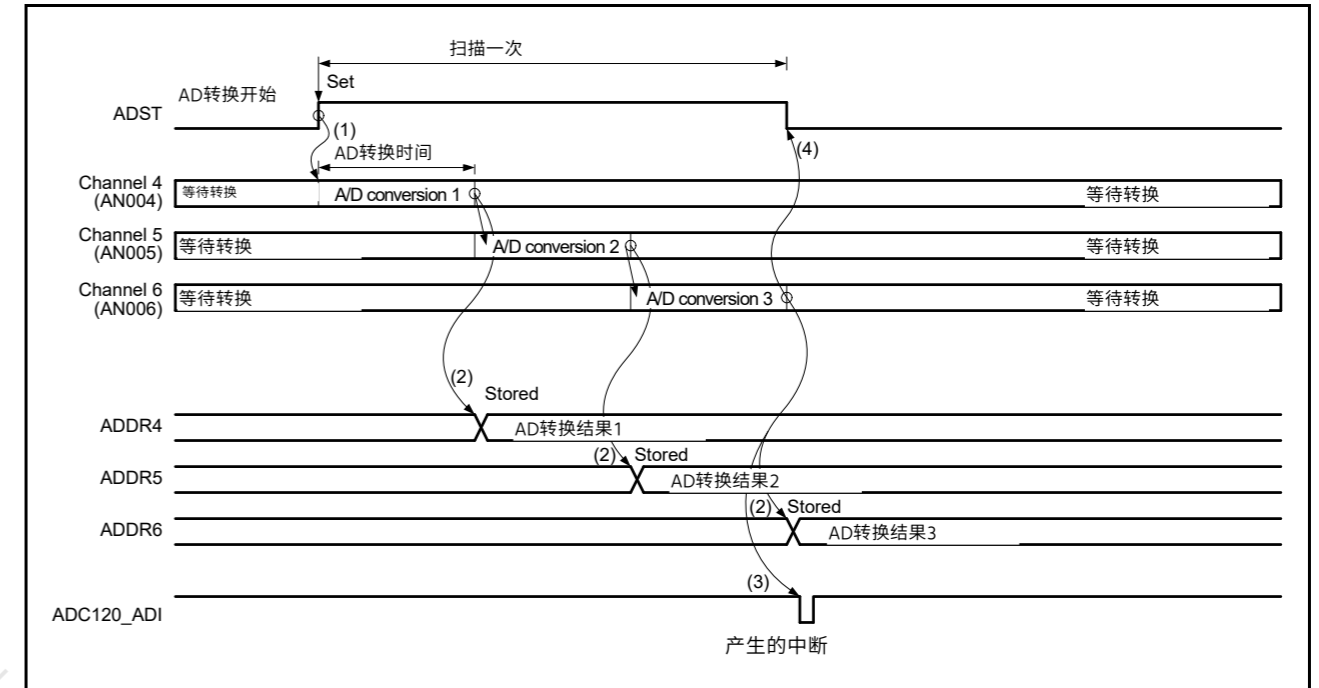 扫描一次
Set
AD转换开始
ADST
(1)
(4)
AD转换时间
Channel 4
(AN004)
等待转换
A/D conversion 1
等待转换
Channel 5
(AN005)
等待转换
A/D conversion 2
等待转换
Channel 6
(AN006)
等待转换
A/D conversion 3
等待转换
(2)
Stored
ADDR4
AD转换结果1
(2)
Stored
ADDR5
AD转换结果2
(2)
Stored
ADDR6
AD转换结果3
(3)
ADC120_ADI
产生的中断